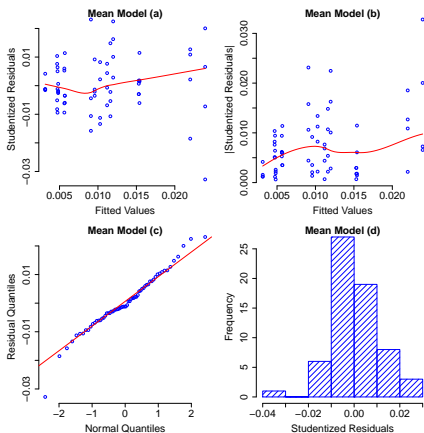 Mean Model (a)
Studentized Residuals
0.01
−0.01
−0.03
0.005 0.010 0.015 0.020
Fitted Values
Mean Model (b)
|Studentized Residuals|
0.030
0.020
0.010
0.000
0.005 0.010 0.015 0.020
Fitted Values
Mean Model (c)
Residual Quantiles
0.01
−0.01
−0.03
−2 −1 0 1 2
Normal Quantiles
Mean Model (d)
Frequency
25
20
15
10
5
0
−0.04 −0.02 0.00 0.02
Studentized Residuals